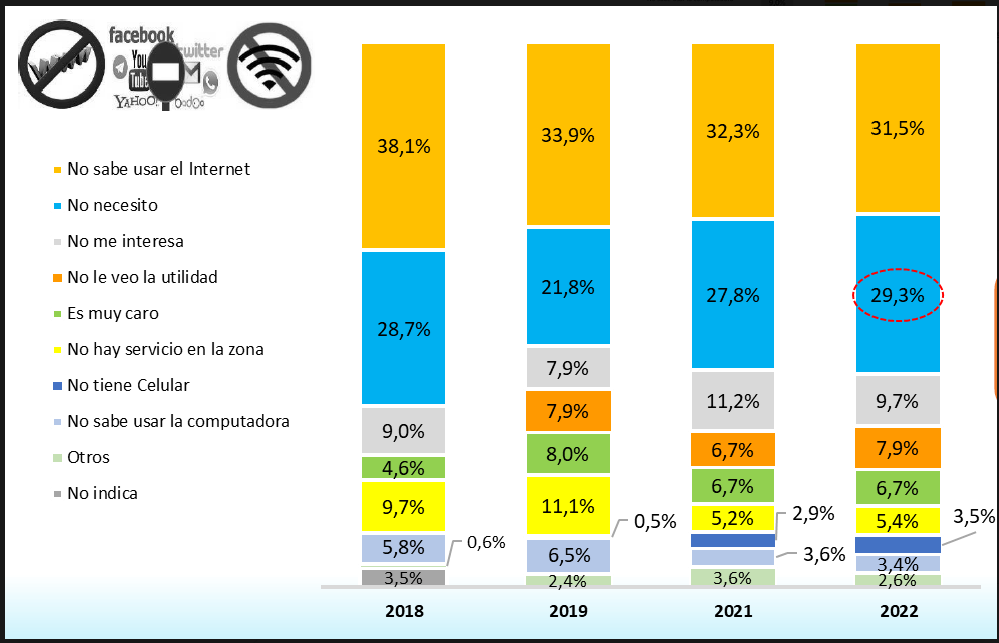 facebook
You
Tube
twitter
YAHOO!
badoo
No sabe usar el Internet
No necesito
No me interesa
No le veo la utilidad
Es muy caro
No hay servicio en la zona
No tiene Celular
No sabe usar la computadora
Otros
No indica
38,1%
28,7%
9,0%
4,6%
9,7%
5,8%
0,6%
3,5%
33,9%
21,8%
7,9%
7,9%
8,0%
11,1%
0,5%
6,5%
2,4%
32,3%
27,8%
11,2%
6,7%
6,7%
5,2%
2,9%
3,6%
3,6%
31,5%
29,3%
9,7%
7,9%
6,7%
5,4%
3,5%
3,4%
2,6%
2018
2019
2021
2022